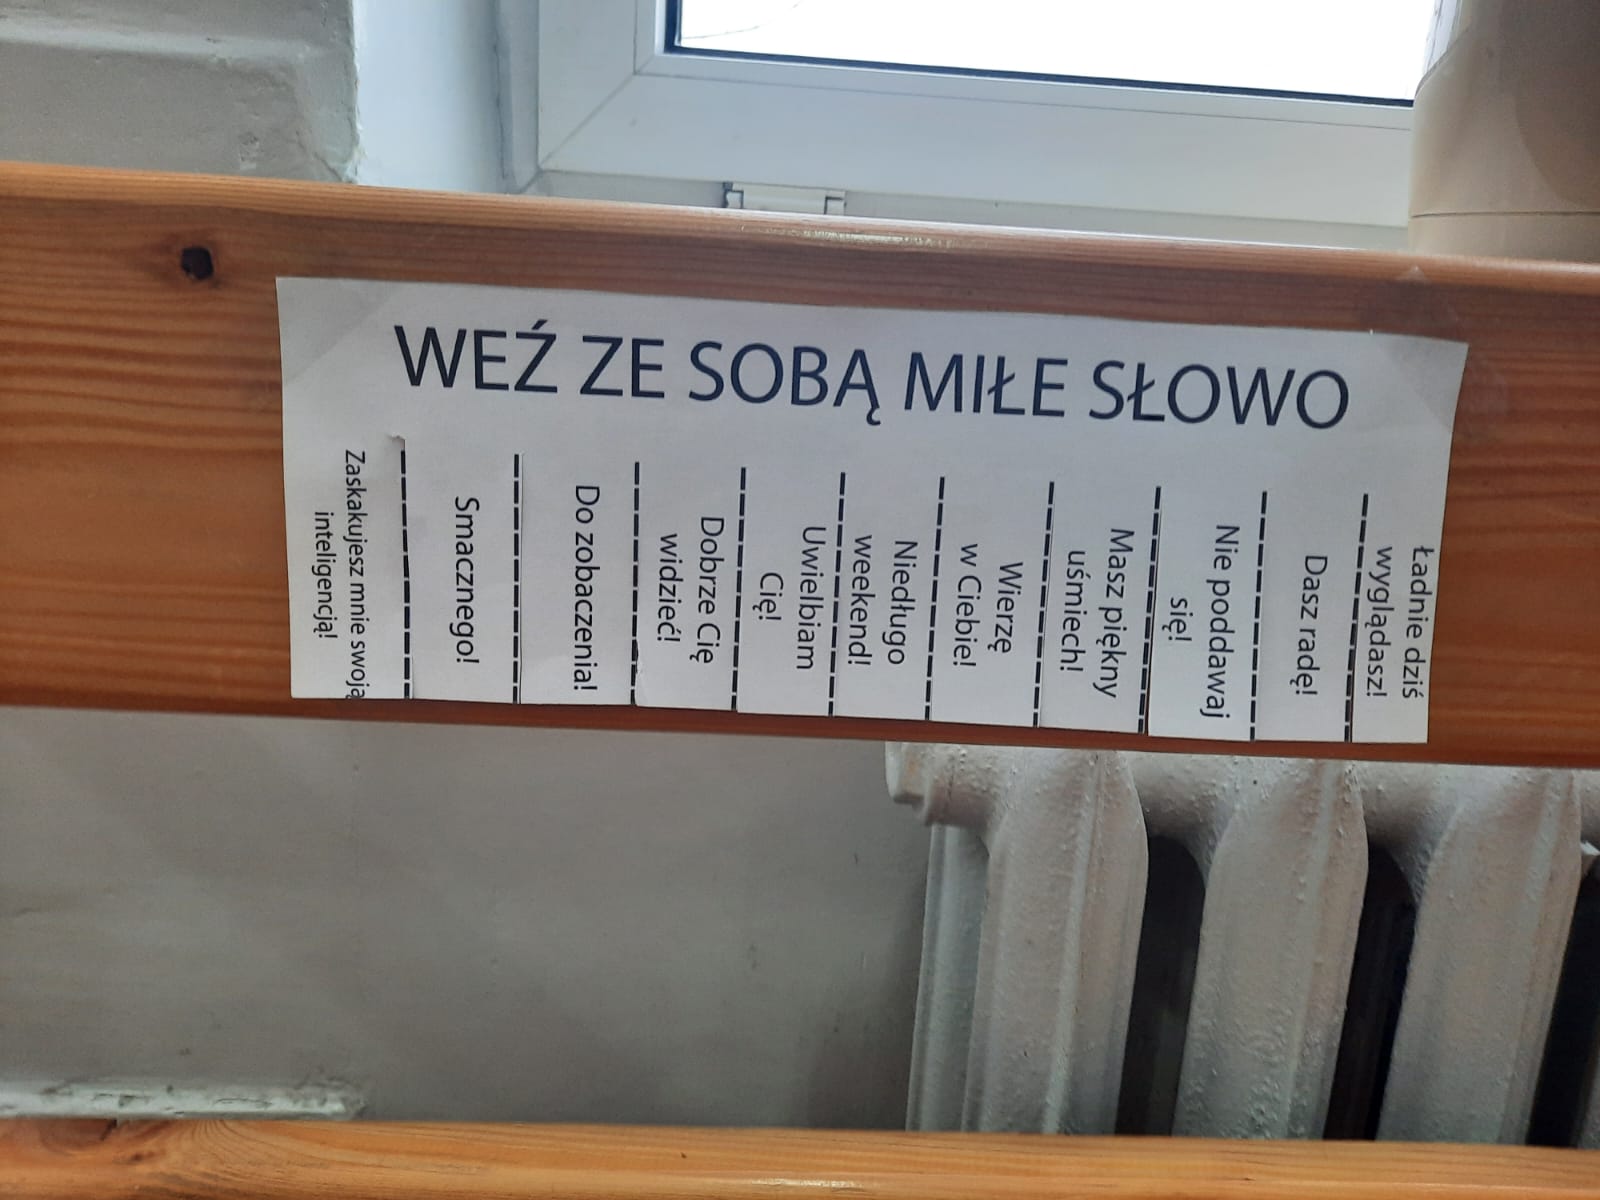 WEŹ ZE SOBĄ MIŁE SŁOWO
Zaskakujesz mnie swoją
inteligencją!
Smacznego!
Do zobaczenia!
Dobrze Cię
widzieć!
Uwielbiam
Cię!
Niedługo
weekend!
Wierzę
w Ciebie!
Masz piękny
uśmiech!
Nie poddawaj
się!
Dasz radę!
Ładnie dziś
wyglądasz!